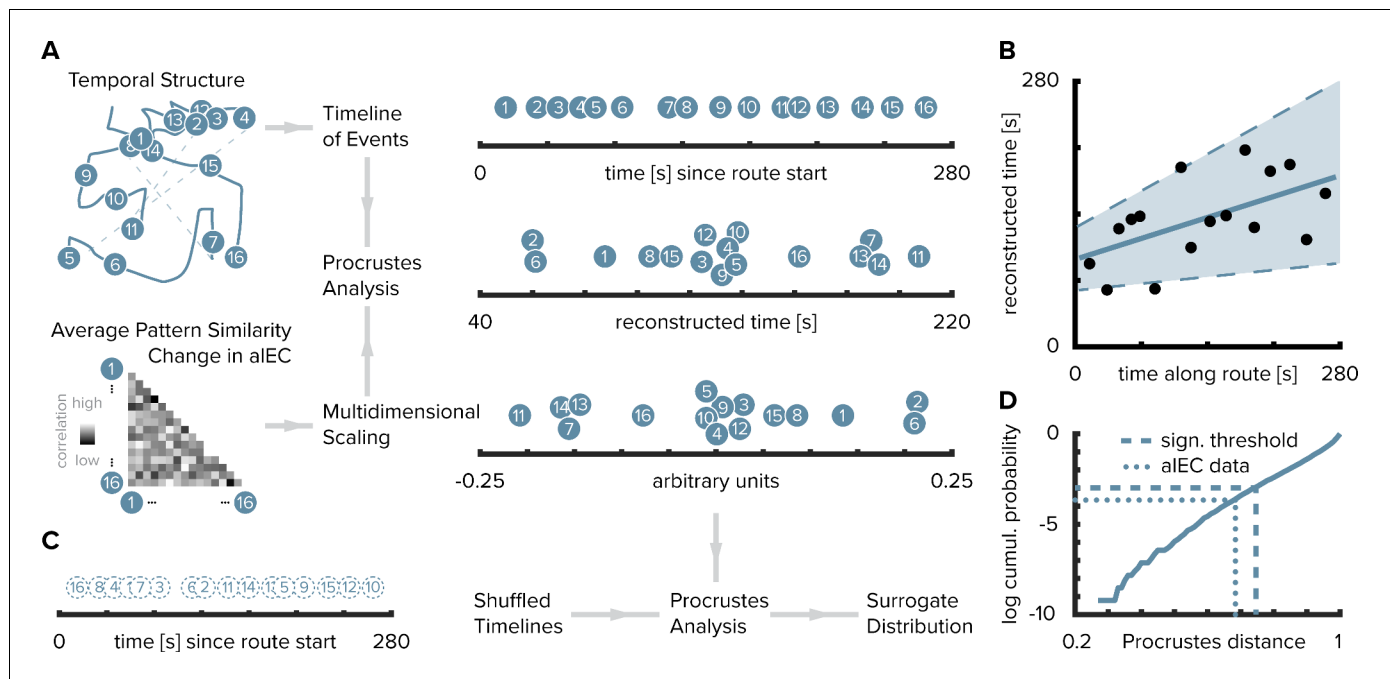 A
Temporal Structure
12
13
2
3
4
1
8
14
15
9
10
11
5
6
7
16
Timeline
of Events
1 2 3 4 5 6 7 8 9 10 11 12 13 14 15 16
0
time [s] since route start
280
Procrustes
Analysis
2
6
1
8
15
12
10
4
3
5
9
16
7
13
14
11
40
reconstructed time [s]
220
Average Pattern Similarity
Change in alEC
1
correlation
high
low
16
1
16
Multidimensional
Scaling
11
14
13
7
16
5
9
3
10
4
12
15
8
1
2
6
-0.25
arbitrary units
0.25
Shuffled
Timelines
Procrustes
Analysis
Surrogate
Distribution
B
280
reconstructed time [s]
0
0
time along route [s]
280
C
16 8 4 1 7 3 6 2 11 14 1 5 9 15 12 10
0
time [s] since route start
280
D
0
sign. threshold
alEC data
log cumul. probability
-5
-10
0.2
Procrustes distance
1